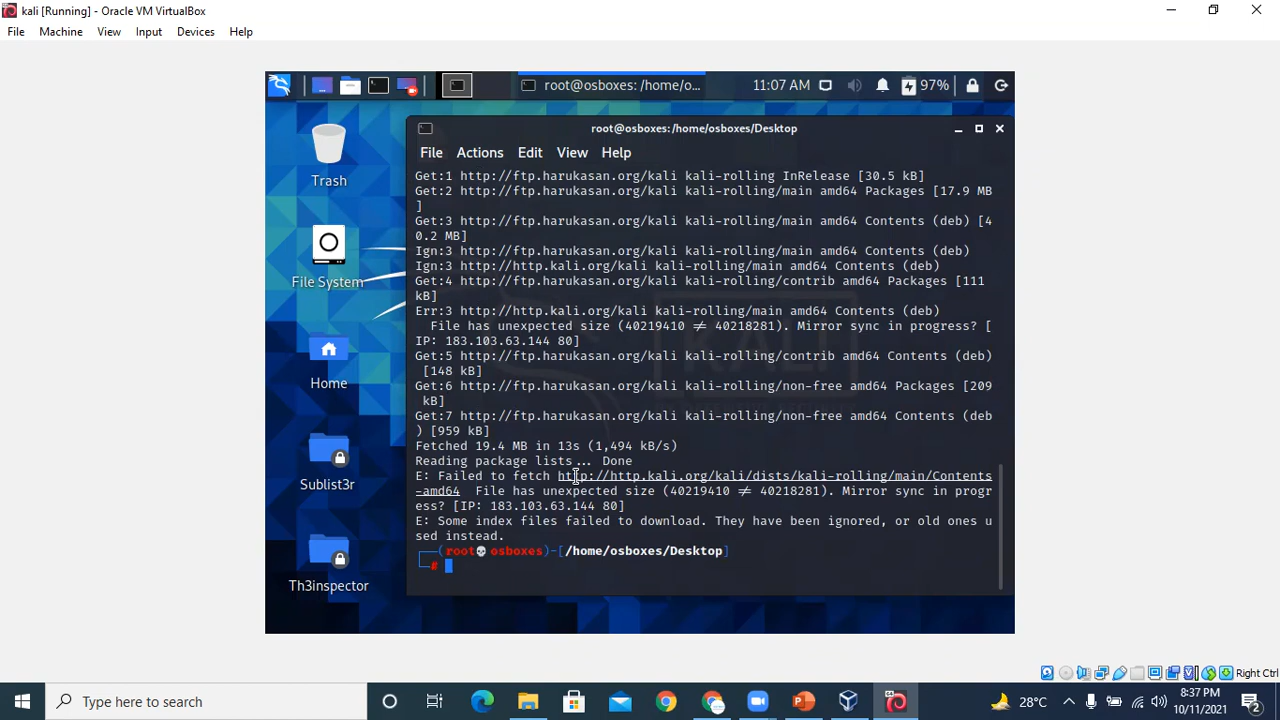 kali [Running] - Oracle VM VirtualBox
File Machine View Input Devices Help
root@osboxes: /home/o... 11:07 AM 97%
root@osboxes:/home/osboxes/Desktop
File Actions Edit View Help
Trash
File System
Home
Sublist3r
Th3inspector
Get:1 http://ftp.harukasan.org/kali kali-rolling InRelease [30.5 kB]
Get:2 http://ftp.harukasan.org/kali kali-rolling/main amd64 Packages [17.9 MB
]
Get:3 http://ftp.harukasan.org/kali kali-rolling/main amd64 Contents (deb) [4
0.2 MB]
Ign:3 http://ftp.harukasan.org/kali kali-rolling/main amd64 Contents (deb)
Ign:3 http://http.kali.org/kali kali-rolling/main amd64 Contents (deb)
Get:4 http://ftp.harukasan.org/kali kali-rolling/contrib amd64 Packages [111
kB]
Err:3 http://http.kali.org/kali kali-rolling/main amd64 Contents (deb)
File has unexpected size (40219410 ≠ 40218281). Mirror sync in progress? [
IP: 183.103.63.144 80]
Get:5 http://ftp.harukasan.org/kali kali-rolling/contrib amd64 Contents (deb)
[148 kB]
Get:6 http://ftp.harukasan.org/kali kali-rolling/non-free amd64 Packages [209
kB]
Get:7 http://ftp.harukasan.org/kali kali-rolling/non-free amd64 Contents (deb
) [959 kB]
Fetched 19.4 MB in 13s (1,494 kB/s)
Reading package lists... Done
E: Failed to fetch http://http.kali.org/kali/dists/kali-rolling/main/Contents
-amd64 File has unexpected size (40219410 ≠ 40218281). Mirror sync in progr
ess? [IP: 183.103.63.144 80]
E: Some index files failed to download. They have been ignored, or old ones u
sed instead.
┌──(root💀osboxes)-[/home/osboxes/Desktop]
└─#
Right Ctrl
Type here to search
28°C
8:37 PM
10/11/2021
2